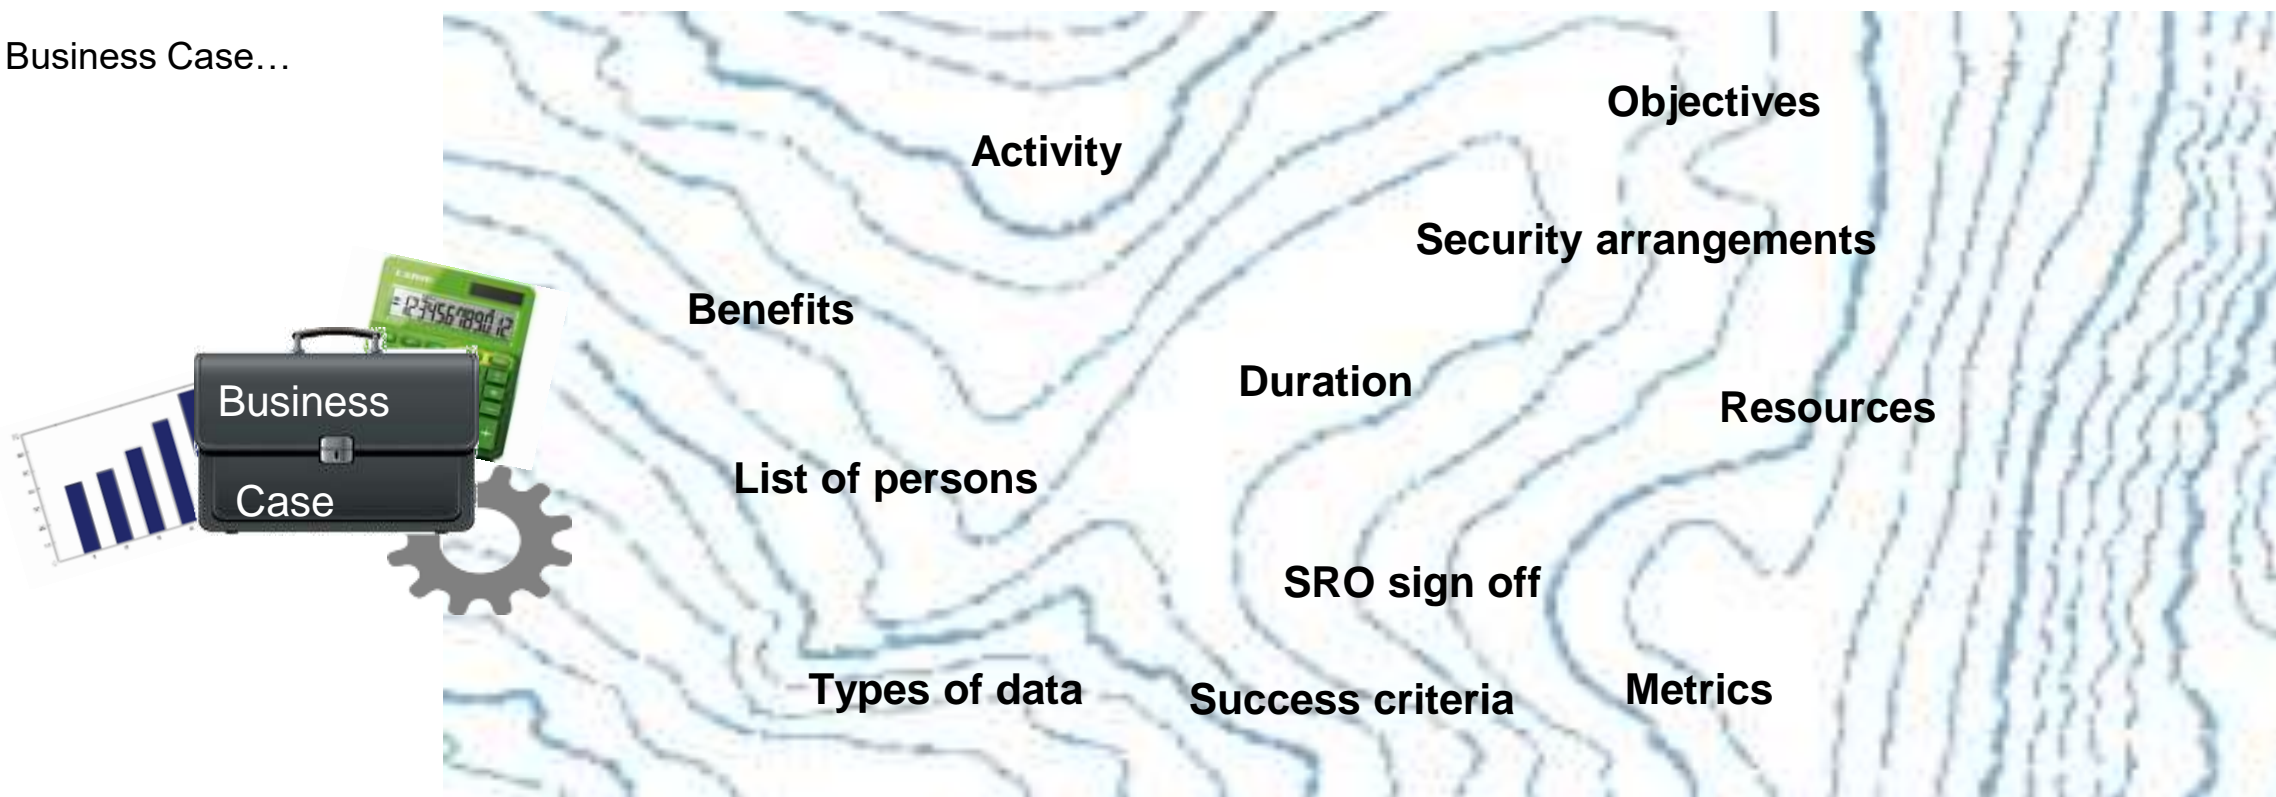 Business Case…
Objectives
Activity
Security arrangements
Benefits
Duration
Resources
Business
Case
List of persons
SRO sign off
Types of data
Success criteria
Metrics